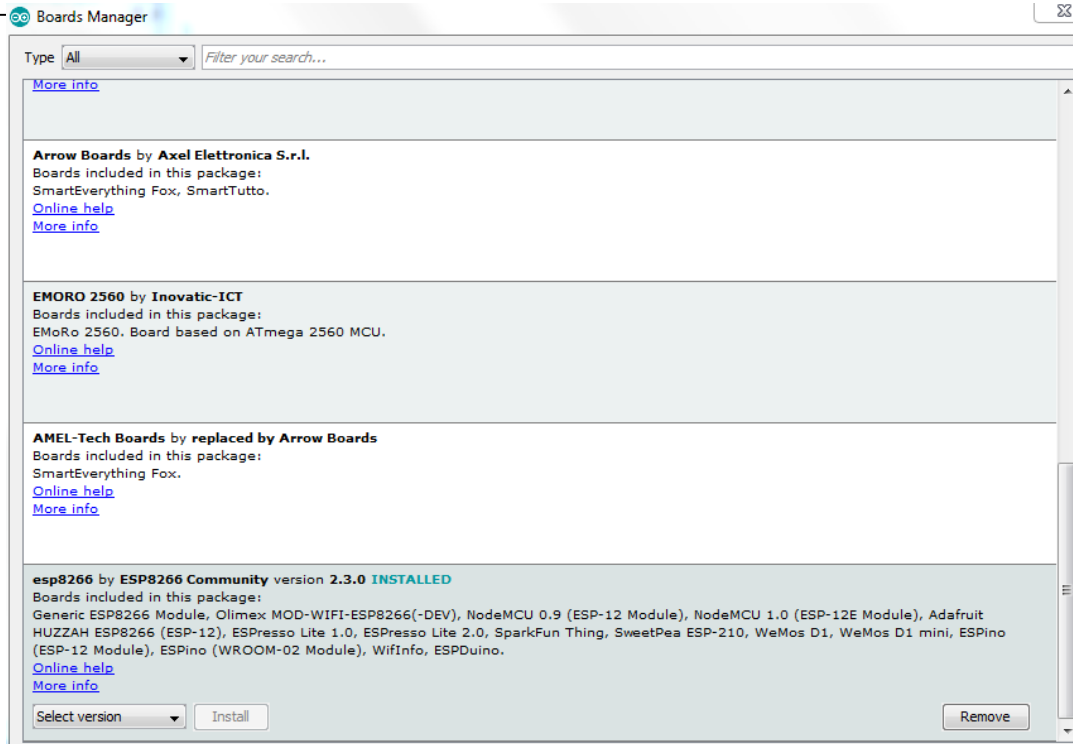 Boards Manager
Type All Filter your search...
More info
Arrow Boards by Axel Elettronica S.r.l.
Boards included in this package:
SmartEverything Fox, SmartTutto.
Online help
More info
EMORO 2560 by Inovatic-ICT
Boards included in this package:
EMoRo 2560. Board based on ATmega 2560 MCU.
Online help
More info
AMEL-Tech Boards by replaced by Arrow Boards
Boards included in this package:
SmartEverything Fox.
Online help
More info
esp8266 by ESP8266 Community version 2.3.0 INSTALLED
Boards included in this package:
Generic ESP8266 Module, Olimex MOD-WIFI-ESP8266(-DEV), NodeMCU 0.9 (ESP-12 Module), NodeMCU 1.0 (ESP-12E Module), Adafruit
HUZZAH ESP8266 (ESP-12), ESPresso Lite 1.0, ESPresso Lite 2.0, SparkFun Thing, SweetPea ESP-210, WeMos D1, WeMos D1 mini, ESPino
(ESP-12 Module), ESPino (WROOM-02 Module), WifInfo, ESPDuino.
Online help
More info
Select version Install Remove